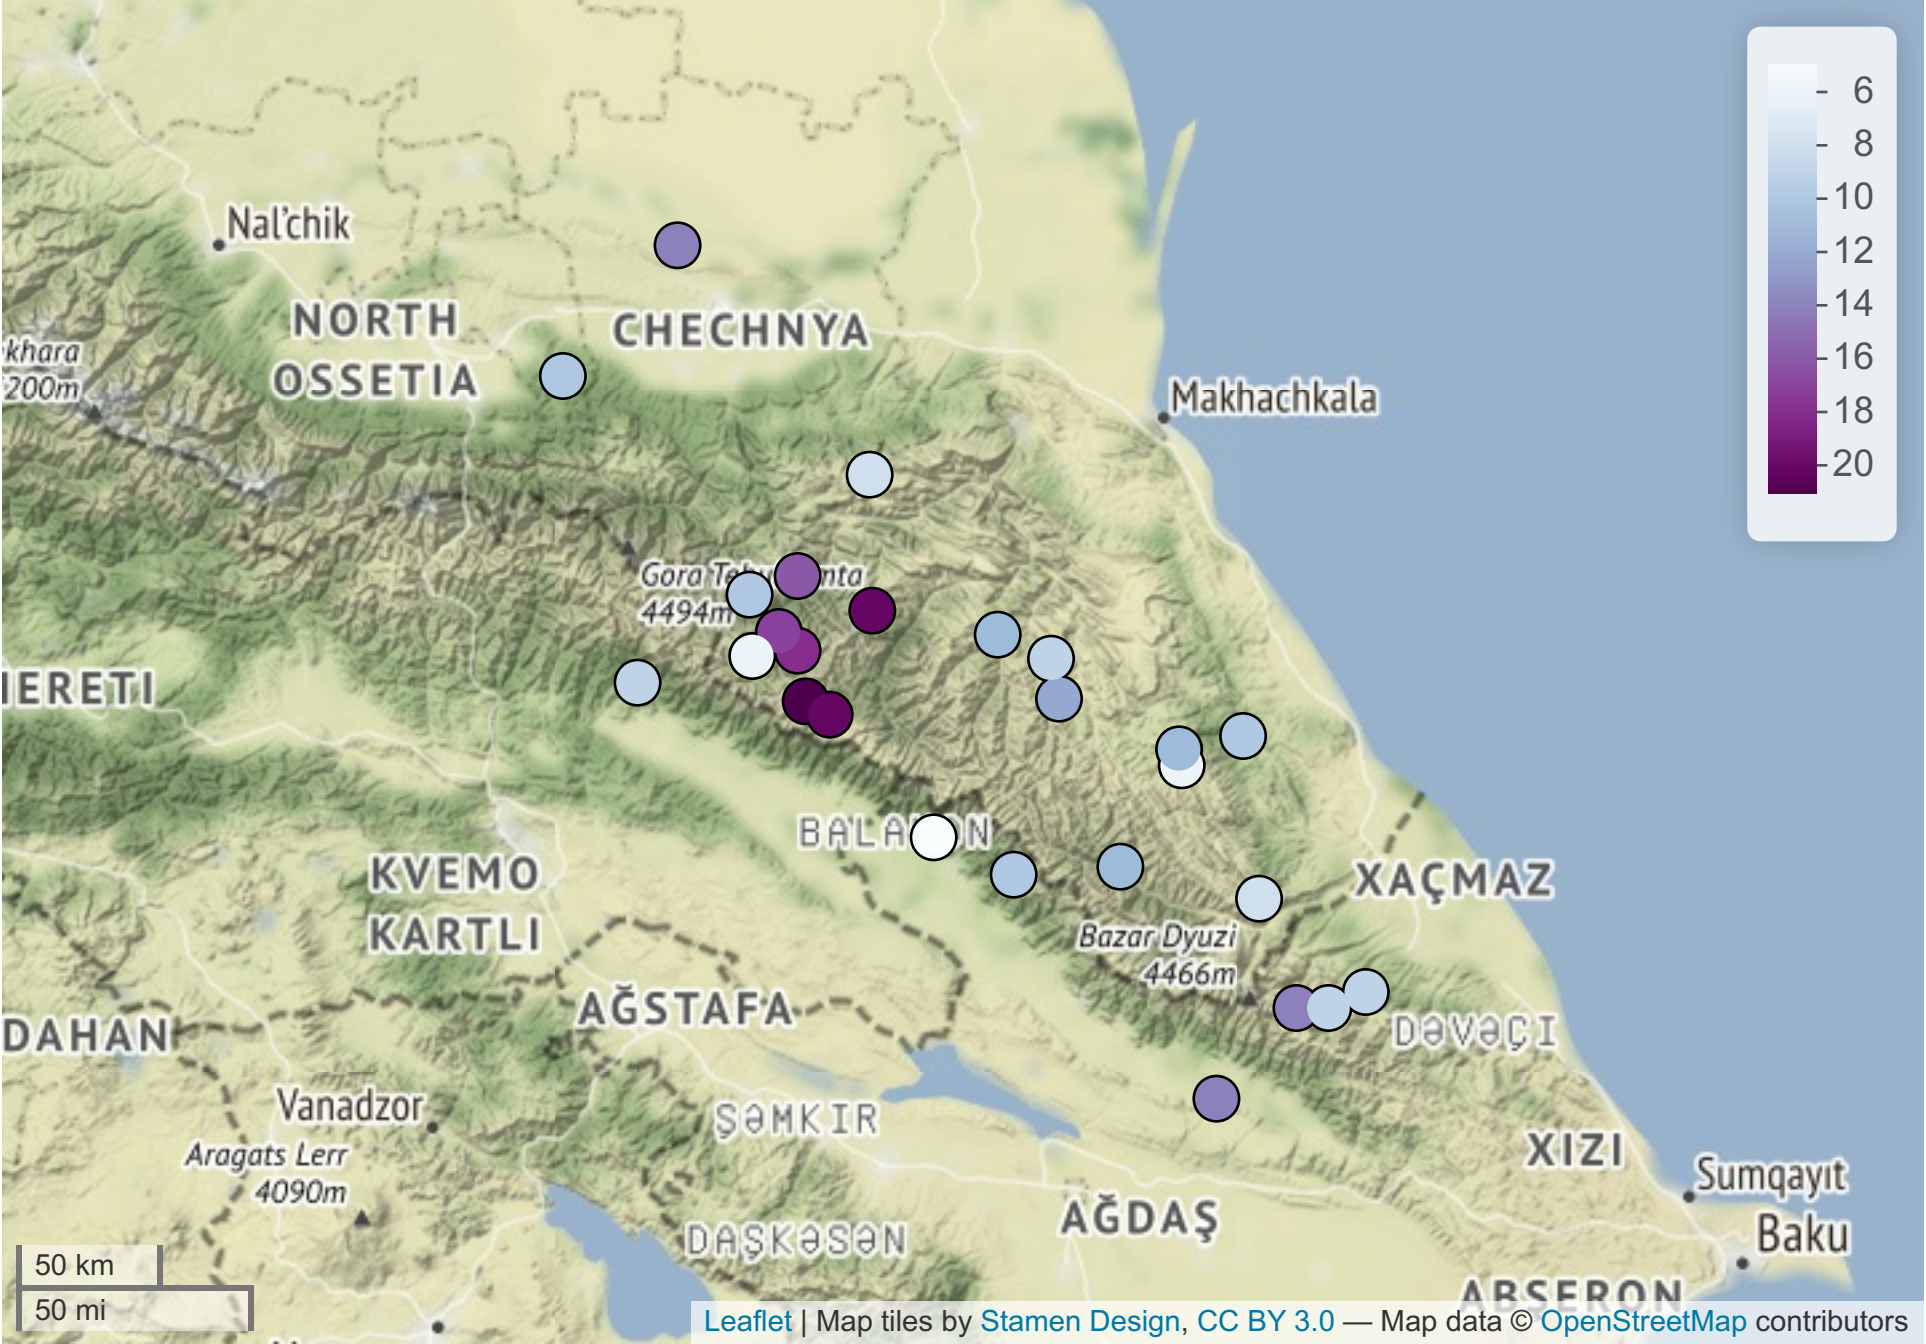 6
8
10
12
14
16
18
20
Nal'chik
NORTH
OSSETIA
CHECHNYA
khara
200m
Makhachkala
Gora
4494m
IERETI
KVEMO
KARTLI
XAÇMAZ
Bazar Dyuzi
4466m
AĞSTAFA
DAHAN
DƏVƏÇI
Vanadzor
ŞƏMKIR
Aragats Lerr
4090m
XIZI
Sumqayıt
AĞDAŞ
Baku
DAŞKƏSƏN
50 km
50 mi
ABSERON
Leaflet | Map tiles by Stamen Design, CC BY 3.0 — Map data © OpenStreetMap contributors